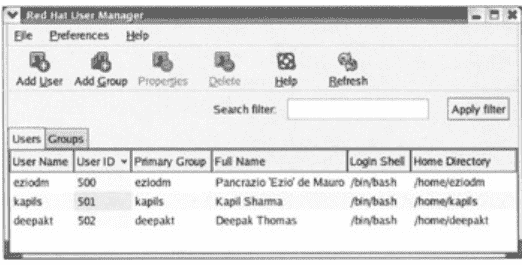 Red Hat User Manager
File Preferences Help
Add User Add Group Properties Delete Help Refresh
Search filter: Apply filter
Users Groups
User Name User ID Primary Group Full Name Login Shell Home Directory
eziodm 500 eziodm Pancrazio 'Ezio' de Mauro /bin/bash /home/eziodm
kapils 501 kapils Kapil Sharma /bin/bash /home/kapils
deepakt 502 deepakt Deepak Thomas /bin/bash /home/deepakt